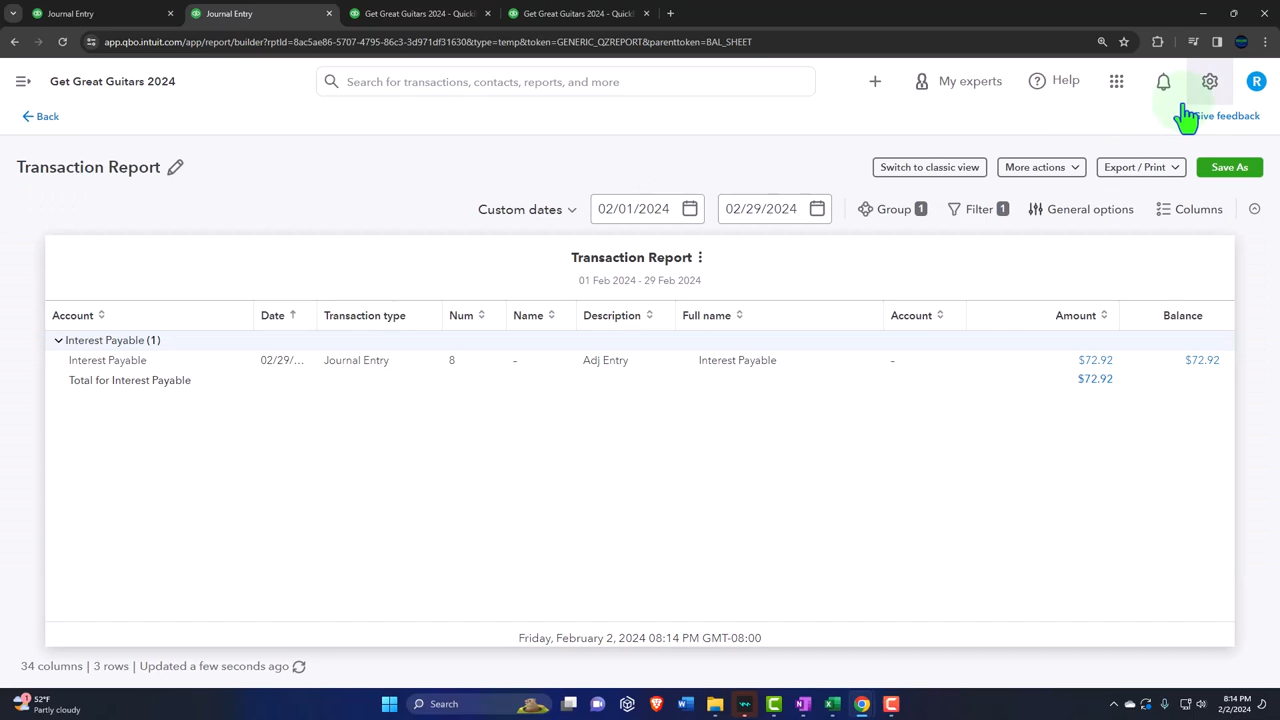 Journal Entry
Journal Entry
Get Great Guitars 2024 - QuickB
Get Great Guitars 2024 - QuickB
app.qbo.intuit.com/app/report/builder?rptId=8ac5ae86-5707-4795-86c3-3d971df31630&type=temp&token=GENERIC_QZREPORT&parenttoken=BAL_SHEET
Get Great Guitars 2024
Search for transactions, contacts, reports, and more
My experts
Help
R
Back
Give feedback
Transaction Report
Switch to classic view
More actions
Export / Print
Save As
Custom dates
02/01/2024
02/29/2024
Group 1
Filter 1
General options
Columns
Transaction Report
01 Feb 2024 - 29 Feb 2024
Account Date Transaction type Num Name Description Full name Account Amount Balance
Interest Payable (1)
Interest Payable 02/29/... Journal Entry 8 - Adj Entry Interest Payable - $72.92 $72.92
Total for Interest Payable $72.92
Friday, February 2, 2024 08:14 PM GMT-08:00
34 columns | 3 rows | Updated a few seconds ago
52°F
Partly cloudy
Search
8:14 PM
2/2/2024